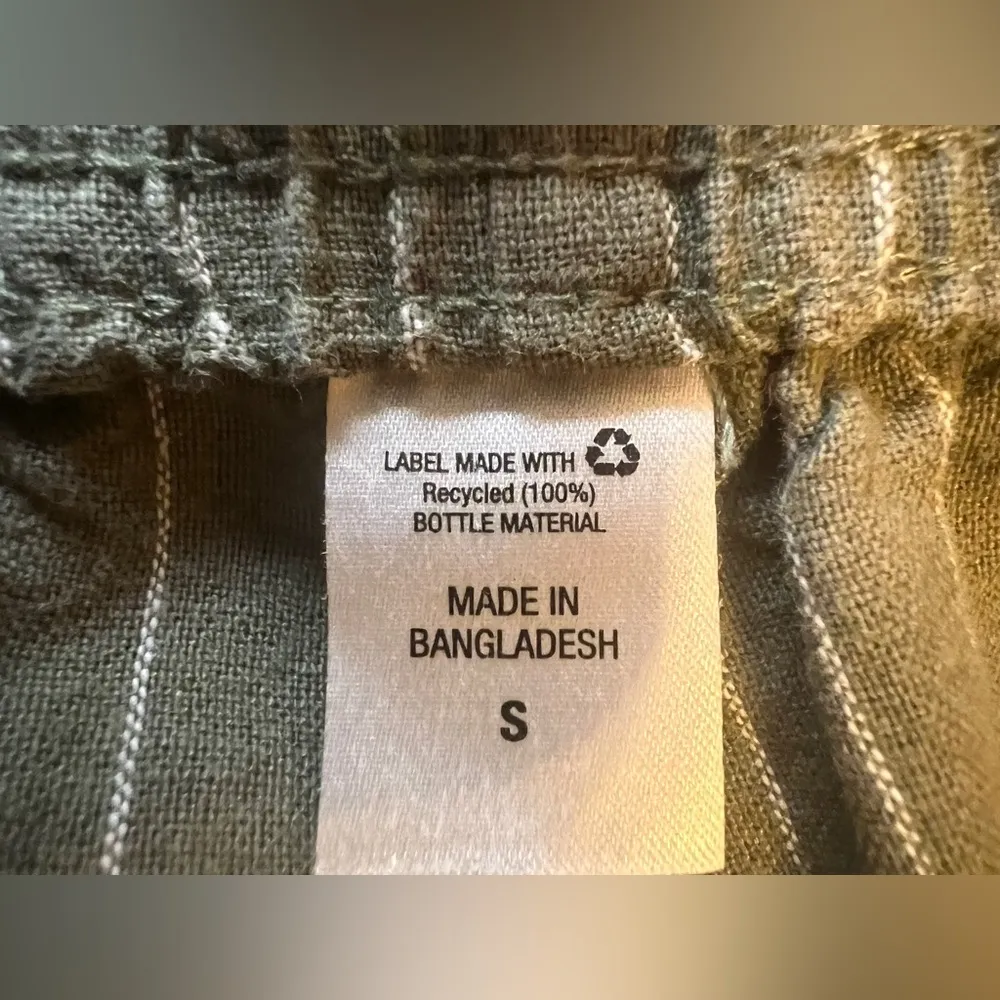 LABEL MADE WITH
Recycled (100%)
BOTTLE MATERIAL
MADE IN
BANGLADESH
S